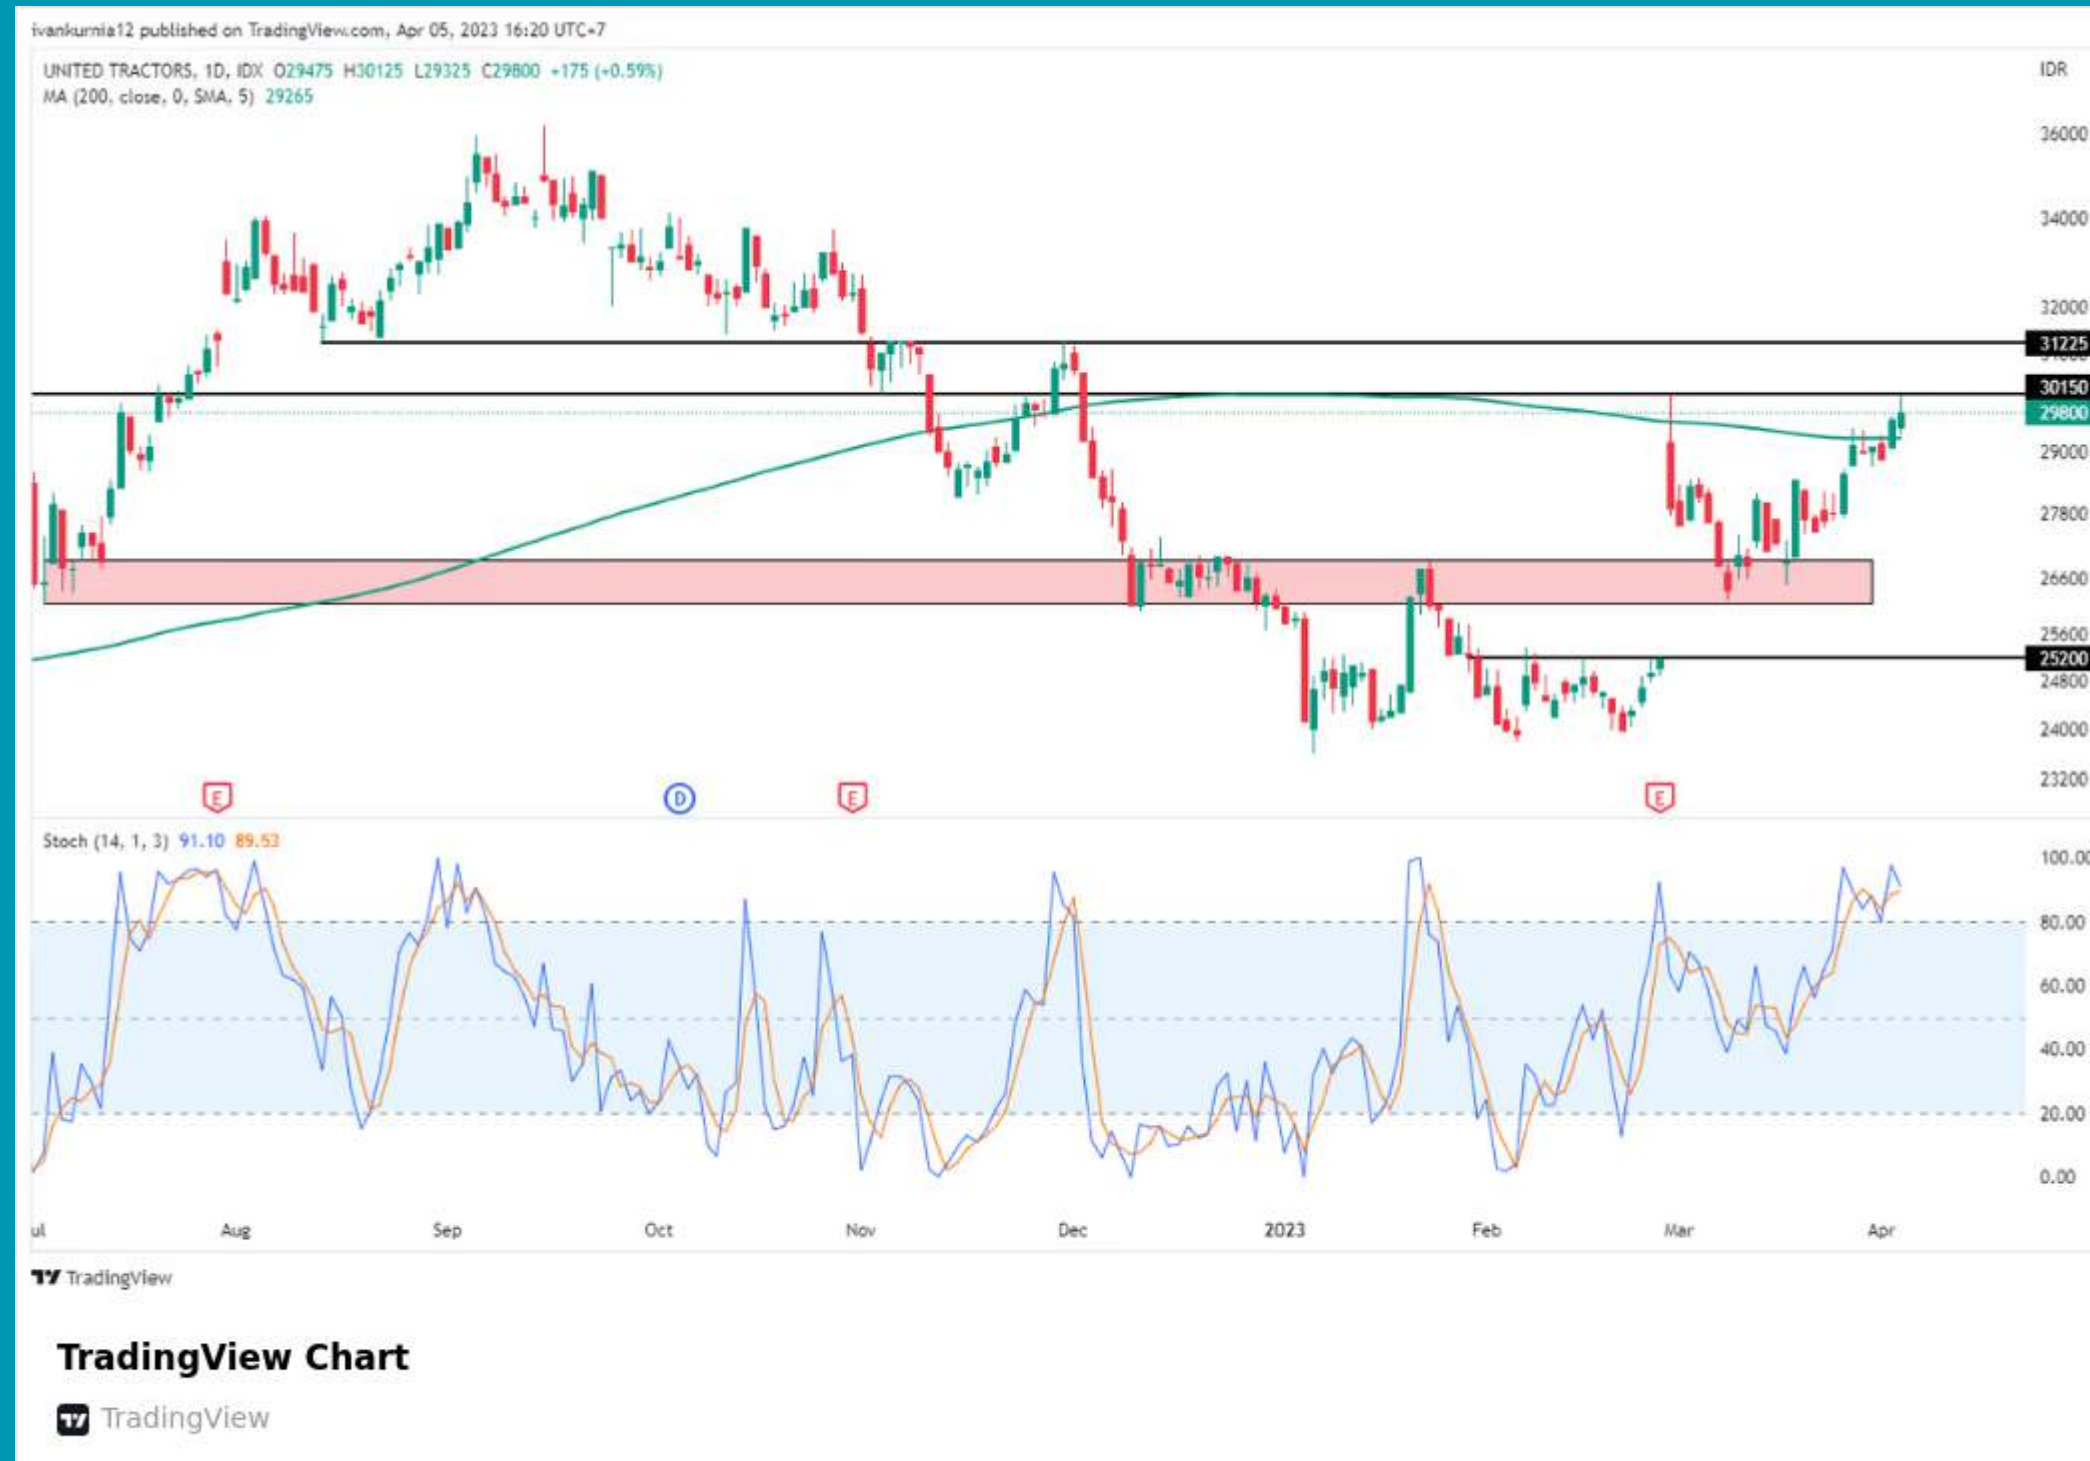 ivankurnia12 published on TradingView.com, Apr 05, 2023 16:20 UTC+7
UNITED TRACTORS, 1D, IDX O29475 H30125 L29325 C29800 +175 (+0.59%)
IDR
MA (200, close, 0, SMA, 5) 29265
36000
34000
32000
31225
30150
29800
29000
27800
26600
25600
25200
24800
24000
23200
E
D
E
E
Stoch (14, 1, 3) 91.10 89.53
100.00
80.00
60.00
40.00
20.00
0.00
ul Aug Sep Oct Nov Dec 2023 Feb Mar Apr
TradingView
TradingView Chart
TradingView